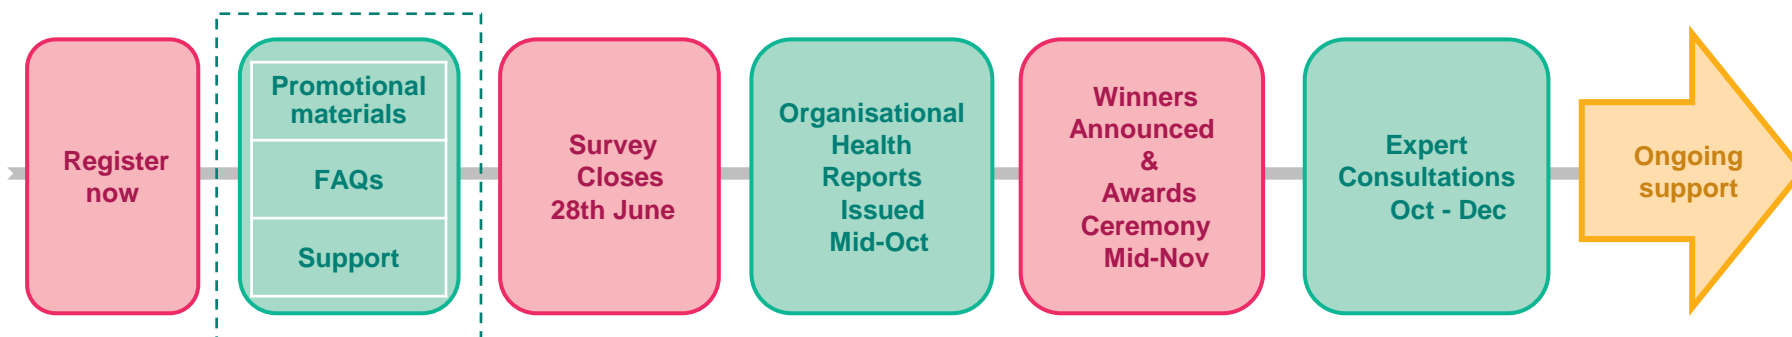 Register
now
Promotional
materials
FAQs
Support
Survey
Closes
28th June
Organisational
Health
Reports
Issued
Mid-Oct
Winners
Announced
&
Awards
Ceremony
Mid-Nov
Expert
Consultations
Oct - Dec
Ongoing
support